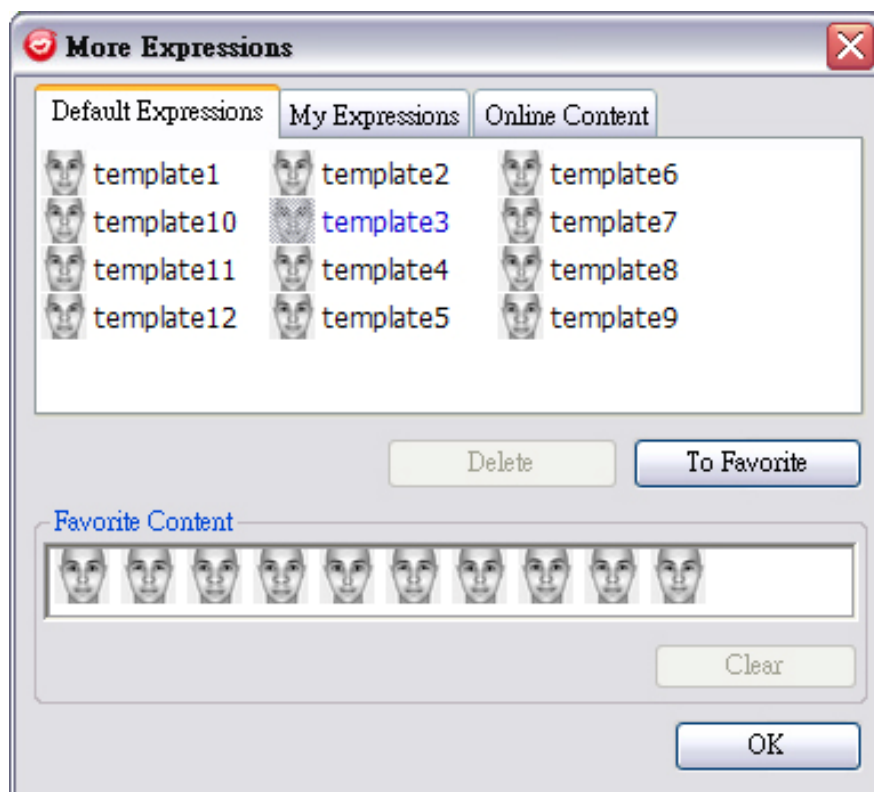 More Expressions
Default Expressions My Expressions Online Content
template1 template2 template6
template10 template3 template7
template11 template4 template8
template12 template5 template9
Delete To Favorite
Favorite Content
Clear
OK